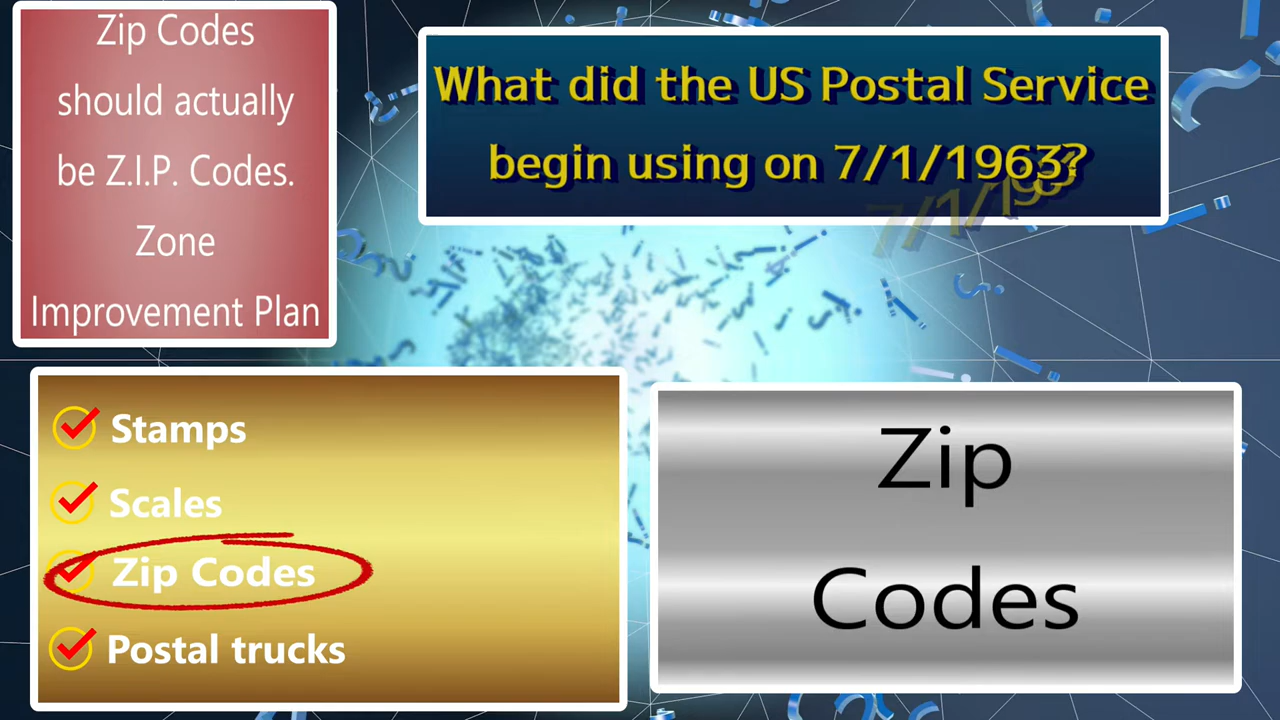 Zip Codes
should actually
be Z.I.P. Codes.
Zone
Improvement Plan
What did the US Postal Service
begin using on 7/1/1963?
Stamps
Scales
Zip Codes
Postal trucks
Zip
Codes